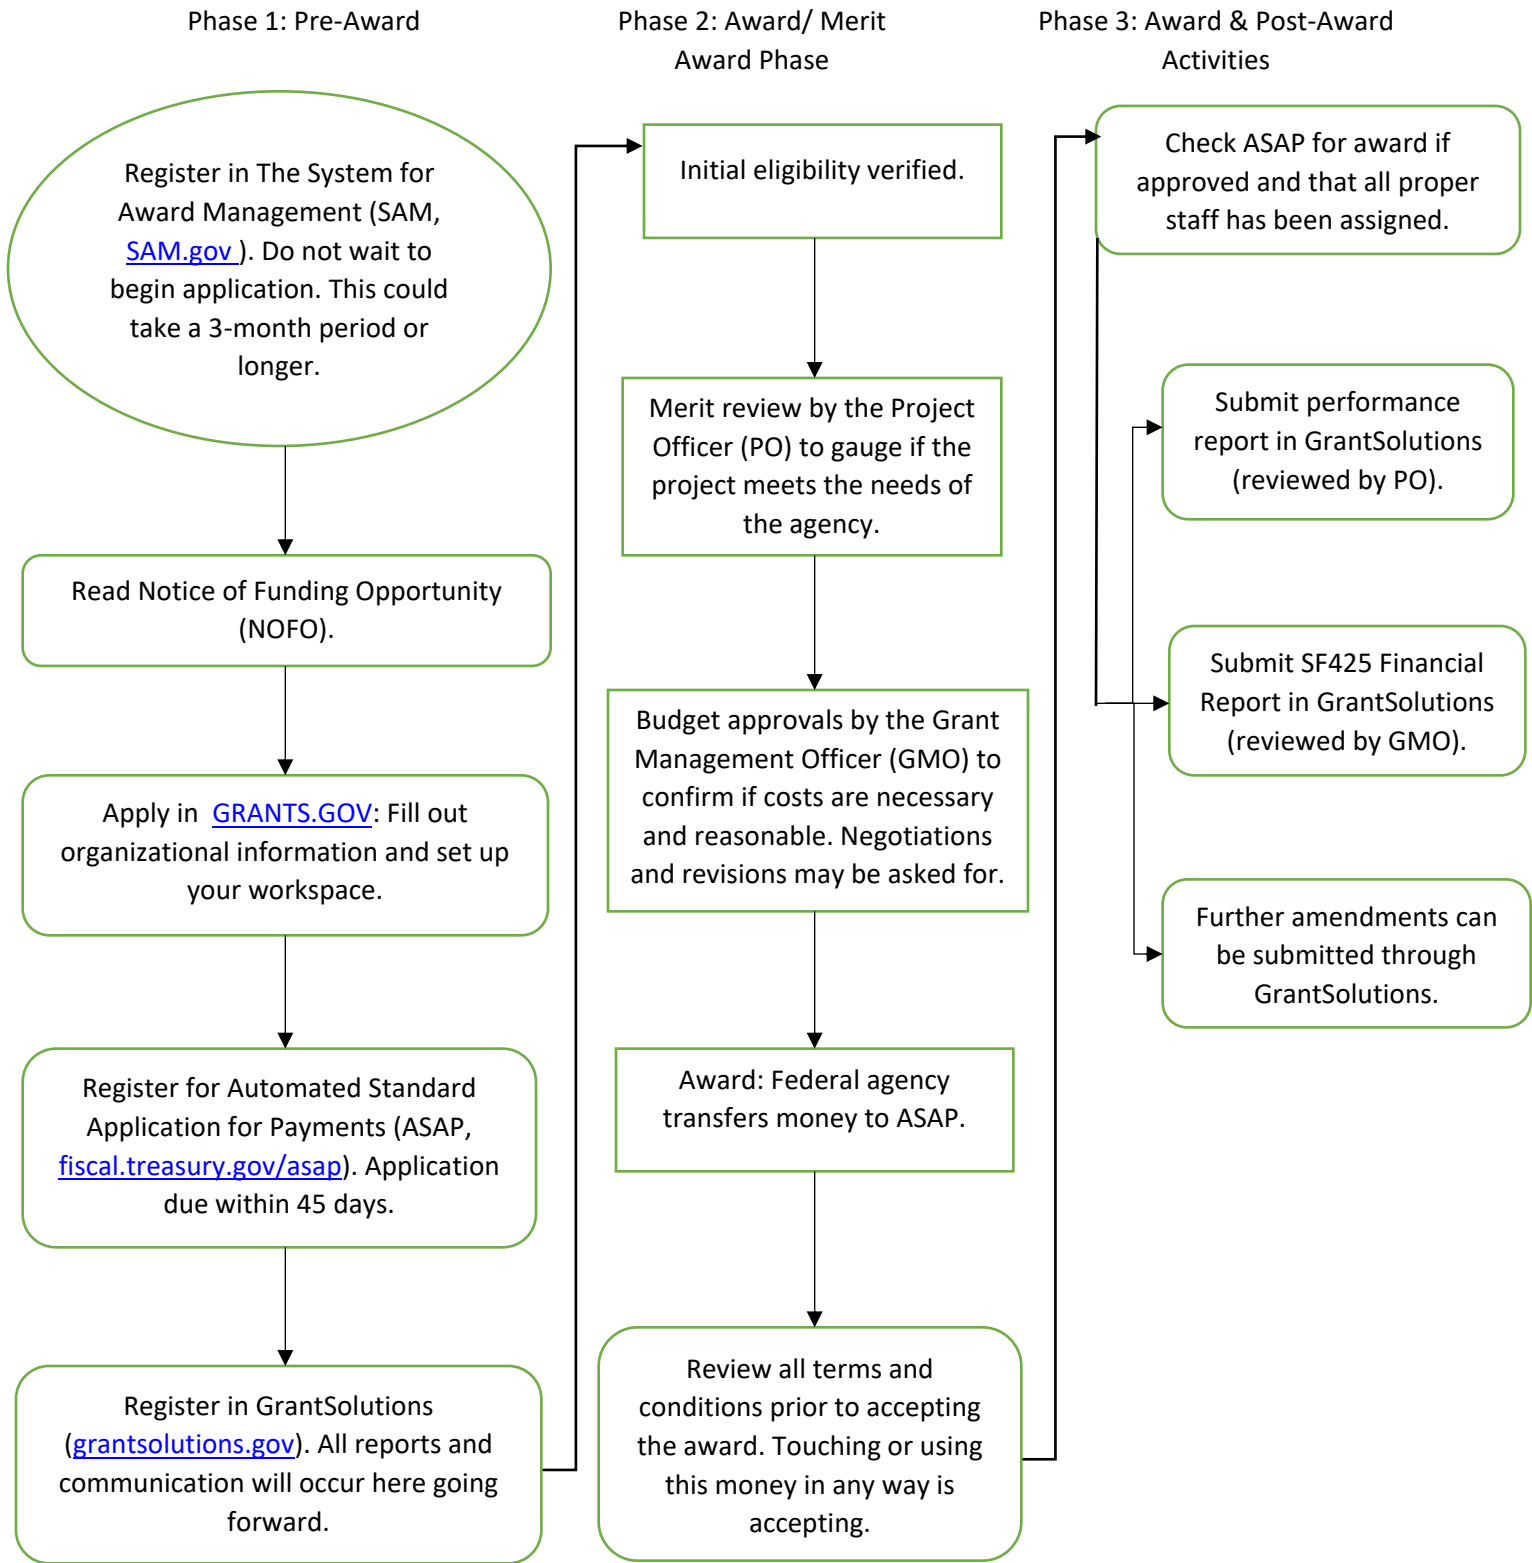 Phase 1: Pre-Award
Register in The System for
Award Management (SAM,
SAM.gov ). Do not wait to
begin application. This could
take a 3-month period or
longer.
Read Notice of Funding Opportunity
(NOFO).
Apply in  GRANTS.GOV: Fill out
organizational information and set up
your workspace.
Register for Automated Standard
Application for Payments (ASAP,
fiscal.treasury.gov/asap). Application
due within 45 days.
Register in GrantSolutions
(grantsolutions.gov). All reports and
communication will occur here going
forward.
Phase 2: Award/ Merit
Award Phase
Initial eligibility verified.
Merit review by the Project
Officer (PO) to gauge if the
project meets the needs of
the agency.
Budget approvals by the Grant
Management Officer (GMO) to
confirm if costs are necessary
and reasonable. Negotiations
and revisions may be asked for.
Award: Federal agency
transfers money to ASAP.
Review all terms and
conditions prior to accepting
the award. Touching or using
this money in any way is
accepting.
Phase 3: Award & Post-Award
Activities
Check ASAP for award if
approved and that all proper
staff has been assigned.
Submit performance
report in GrantSolutions
(reviewed by PO).
Submit SF425 Financial
Report in GrantSolutions
(reviewed by GMO).
Further amendments can
be submitted through
GrantSolutions.